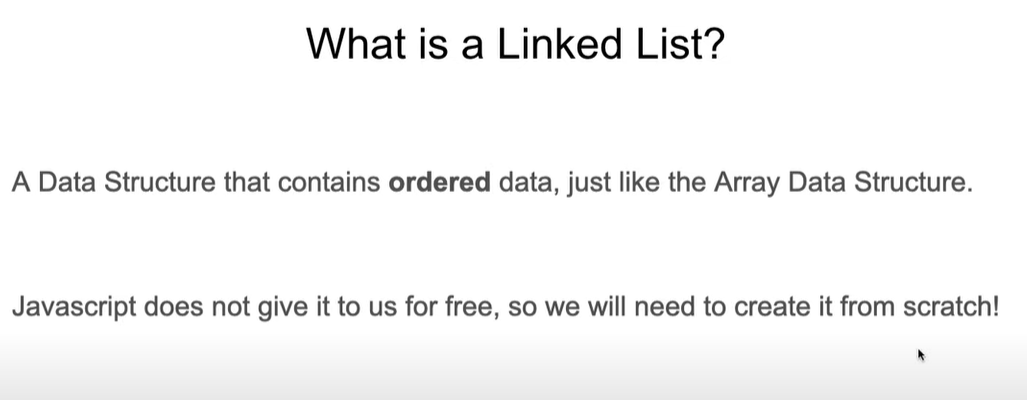 What is a Linked List?
A Data Structure that contains ordered data, just like the Array Data Structure.
Javascript does not give it to us for free, so we will need to create it from scratch!